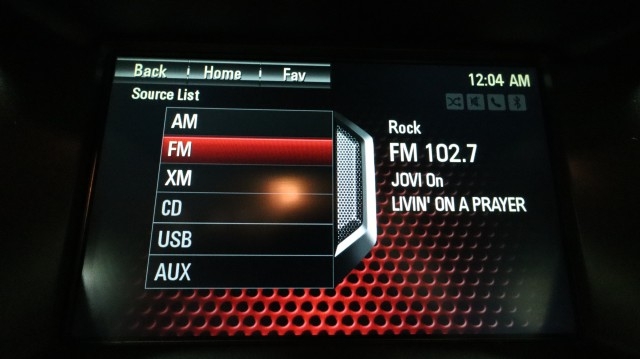 Back Home Fav
12:04 AM
Source List
AM
FM
XM
CD
USB
AUX
Rock
FM 102.7
JOVI On
LIVIN' ON A PRAYER